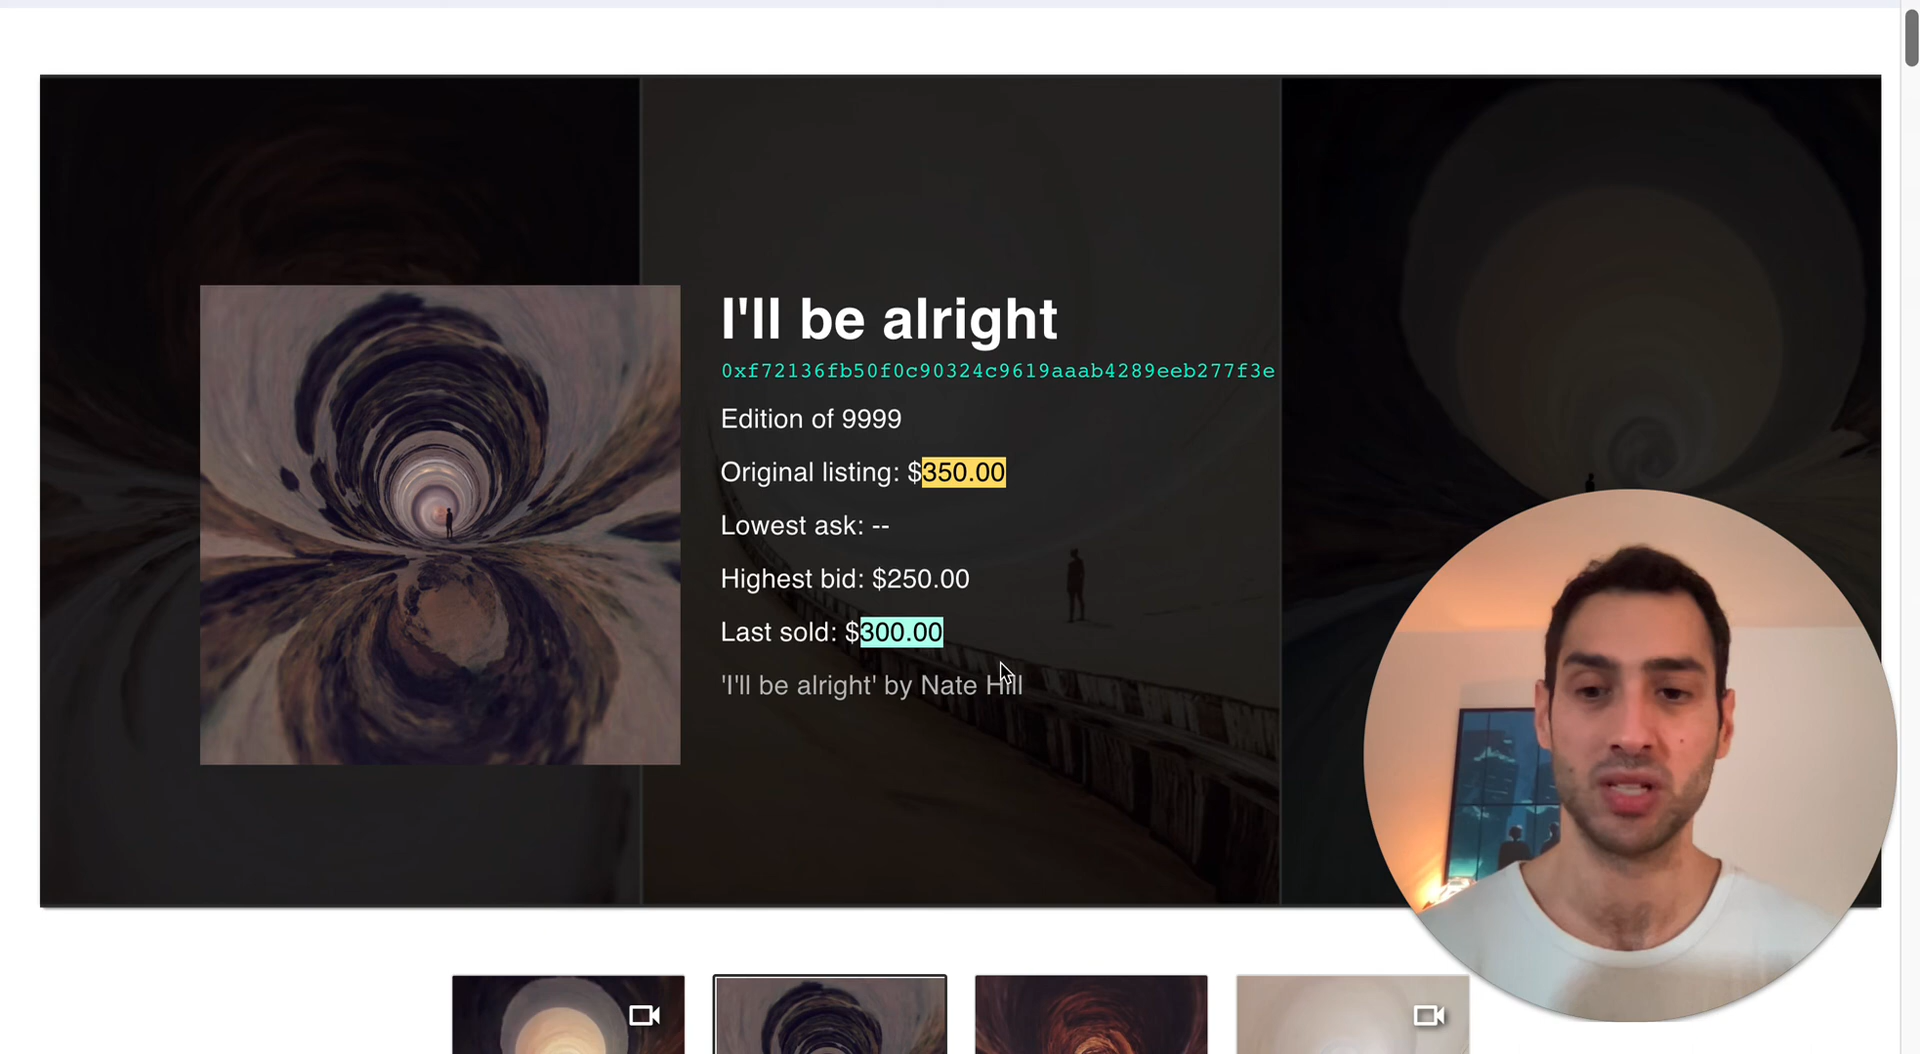 I'll be alright
0xf72136fb50f0c90324c9619aaab4289eeb277f3e
Edition of 9999
Original listing: $350.00
Lowest ask: --
Highest bid: $250.00
Last sold: $300.00
'I'll be alright' by Nate Hill